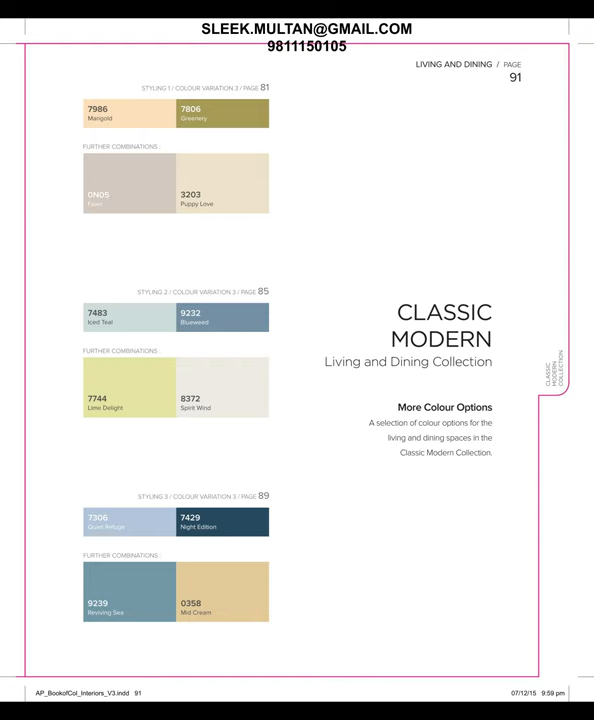 SLEEK.MULTAN@GMAIL.COM
9811150105
LIVING AND DINING / PAGE
91
STYLING 1 / COLOUR VARIATION 3 / PAGE 81
7986
Marigold
7806
Greenery
FURTHER COMBINATIONS :
0N05
Fawn
3203
Puppy Love
STYLING 2 / COLOUR VARIATION 3 / PAGE 85
7483
Iced Teal
9232
Blueweed
FURTHER COMBINATIONS :
7744
Lime Delight
8372
Spirit Wind
CLASSIC
MODERN
Living and Dining Collection
More Colour Options
A selection of colour options for the
living and dining spaces in the
Classic Modern Collection.
CLASSIC
MODERN
COLLECTION
STYLING 3 / COLOUR VARIATION 3 / PAGE 89
7306
Quiet Refuge
7429
Night Edition
FURTHER COMBINATIONS :
9239
Reviving Sea
0358
Mid Cream
AP_BookofCol_Interiors_V3.indd 91
07/12/15 9:59 pm